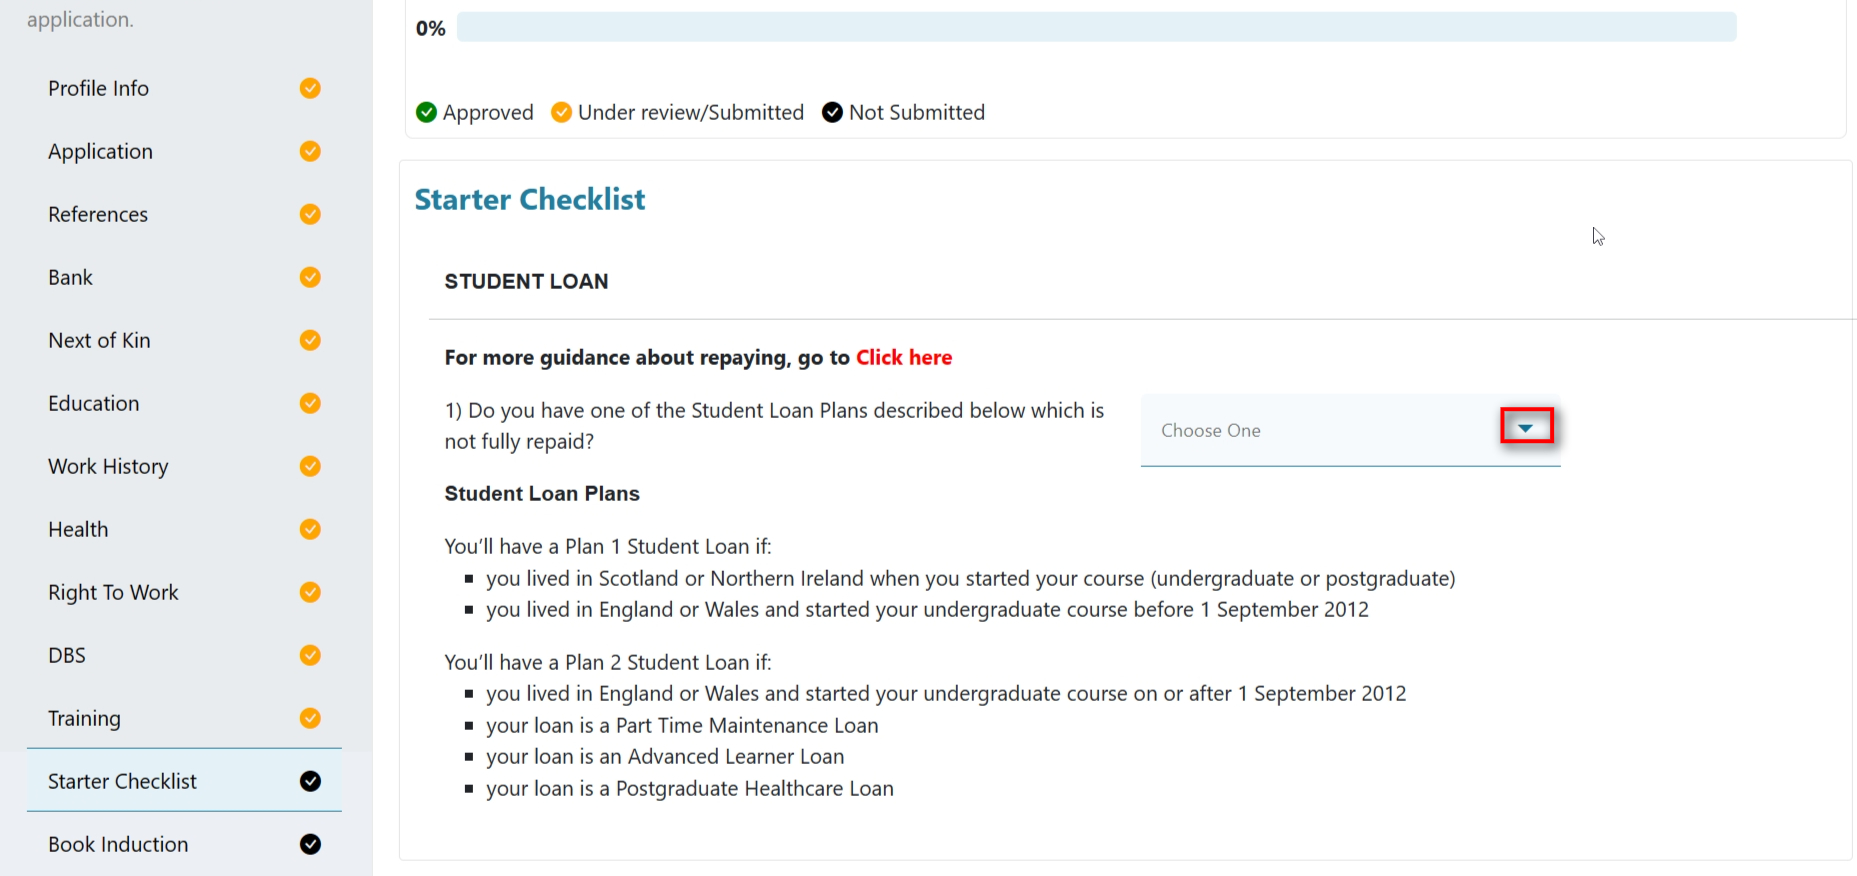 application.
Profile Info
Application
References
Bank
Next of Kin
Education
Work History
Health
Right To Work
DBS
Training
Starter Checklist
Book Induction
0%
Approved Under review/Submitted Not Submitted
Starter Checklist
STUDENT LOAN
For more guidance about repaying, go to Click here
1) Do you have one of the Student Loan Plans described below which is
not fully repaid?
Choose One
Student Loan Plans
You’ll have a Plan 1 Student Loan if:
you lived in Scotland or Northern Ireland when you started your course (undergraduate or postgraduate)
you lived in England or Wales and started your undergraduate course before 1 September 2012
You’ll have a Plan 2 Student Loan if:
you lived in England or Wales and started your undergraduate course on or after 1 September 2012
your loan is a Part Time Maintenance Loan
your loan is an Advanced Learner Loan
your loan is a Postgraduate Healthcare Loan